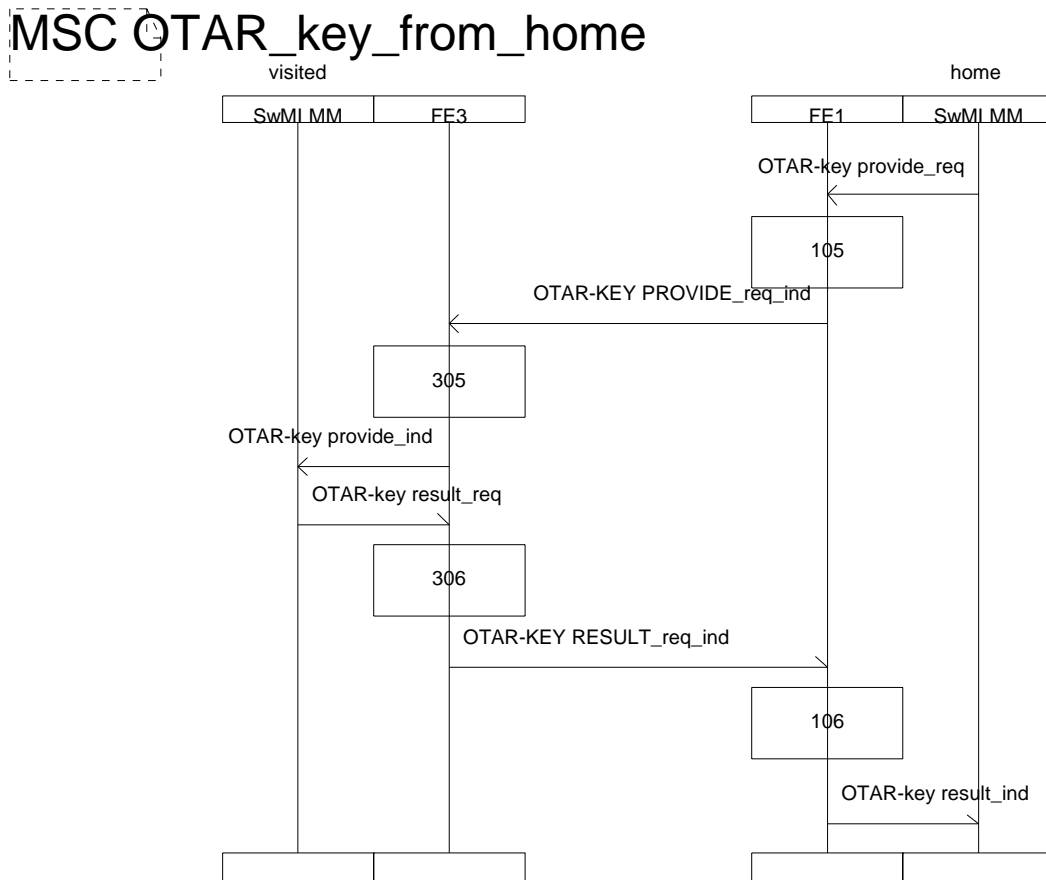 MSC OTAR_key_from_home
visited
home
SwMI MM
FE3
FE1
SwMI MM
OTAR-key provide_req
105
OTAR-KEY PROVIDE_req_ind
305
OTAR-key provide_ind
OTAR-key result_req
306
OTAR-KEY RESULT_req_ind
106
OTAR-key result_ind